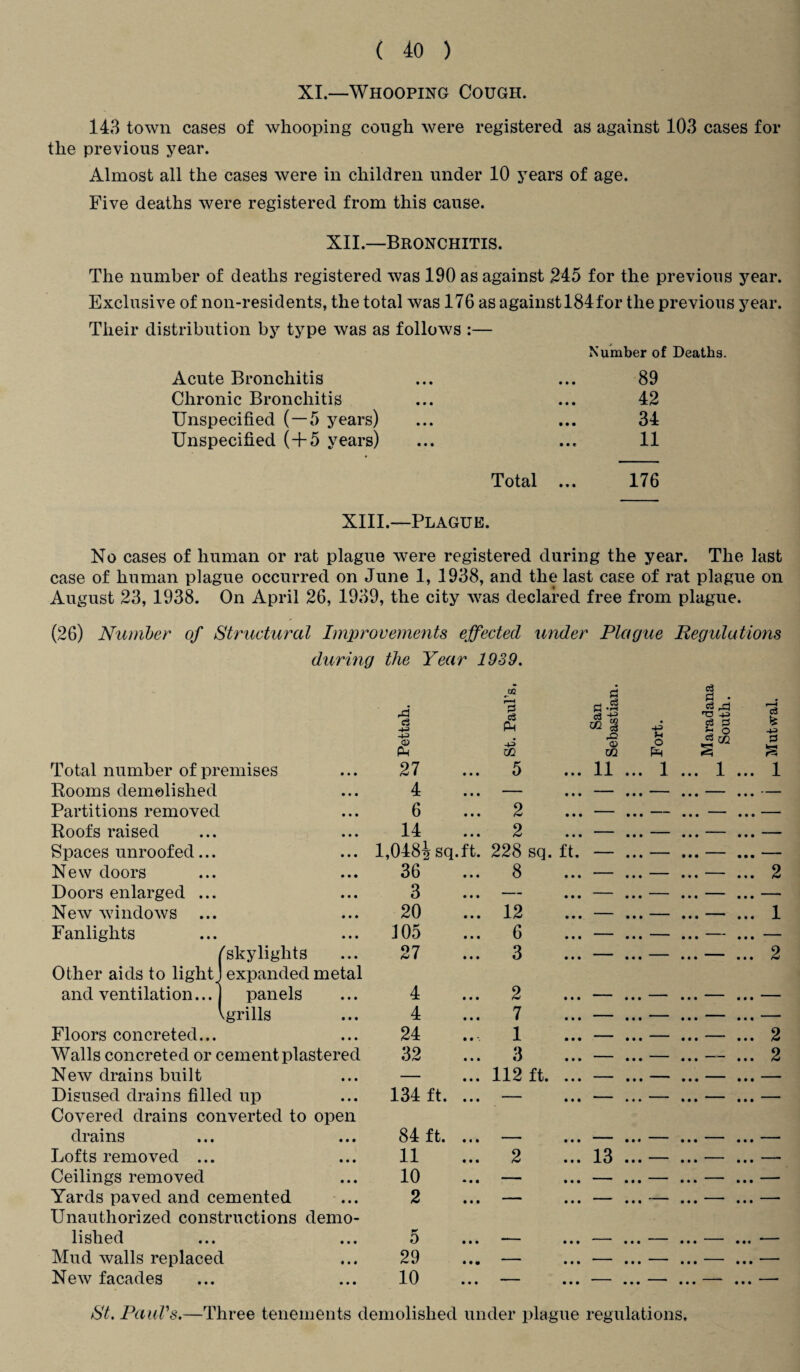 ( 40 )
XI.—WHOOPING COUGH.
143 town cases of whooping cough were registered as against 103 cases for
the previous year.
Almost all the cases were in children under 10 years of age.
Five deaths were registered from this cause.
XII.—BRONCHITIS.
The number of deaths registered was 190 as against 245 for the previous year.
Exclusive of non-residents, the total was 176 as against 184 for the previous year.
Their distribution by type was as follows :—
Number of Deaths.
Acute Bronchitis ... ... 89
Chronic Bronchitis ... ... 42
Unspecified (—5 years) ... ... 34
Unspecified (+5 years) ... ... 11
Total ... 176
XIII.—PLAGUE.
No cases of human or rat plague were registered during the year. The last
case of human plague occurred on June 1, 1938, and the last case of rat plague on
August 23, 1938. On April 26, 1939, the city was declared free from plague.
(26) Number of Structural Improvements effected under Plague Regulations
during the Year 1939.
Pettah. St. Paul's, San Sebastian. Fort. Maradana South. Mutwal.
Total number of premises ... 27 ... 5 ... 11 ... 1 ... 1 ... 1
Rooms demolished ... 4 ... — ... — ... — ... — ... —
Partitions removed ... 6 ... 2 ... — ... — ... — ... —
Roofs raised ... ... 14 ... 2 ... — ... — ... — ... —
Spaces unroofed ... ... 1,048½ sq.ft. 228 sq. ft. — ... — ... — ... —
New doors ... ... 36 ... 8 ... — ... — ... — ... 2
Doors enlarged ... ... 3 ... — ... — ... — ... — ... —
New windows ... ... 20 ... 12 ... — ... — ... — ... 1
Fanlights ... ... 105 ... 6 ... — ... — ... — ... —
skylights ... 27 ... 3 ... — ... — ... — ... 2
Other aids to light expanded metal
and ventilation... panels ... 4 ... 2 ... — ... — ... — ... —
grills ... 4 ... 7 ... — ... — ... — ... —
Floors concreted... ... 24 ... 1 ... — ... — ... — ... 2
Walls concreted or cement plastered 32 ... 3 ... — ... — ... — ... 2
New drains built ... — ... 112 ft. ... — ... — ... — ... —
Disused drains filled up ... 134 ft. ... — ... — ... — ... — ... —
Covered drains converted to open
drains ... ... 84 ft. ... — ... — ... — ... — ... —
Lofts removed ... ... 11 ... 2 ... 13 ... — ... — ... —
Ceilings removed ... 10 ... — ... — ... — ... — ... —
Yards paved and cemented ... 2 ... — ... — ... — ... — ... —
Unauthorized constructions demo-
lished ... ... 5 ... — ... — ... — ... — ... —
Mud walls replaced ... 29 ... — ... — ... — ... — ... —
New facades ... ... 10 ... — ... — ... — ... — ... —
St. Paul's.—Three tenements demolished under plague regulations.